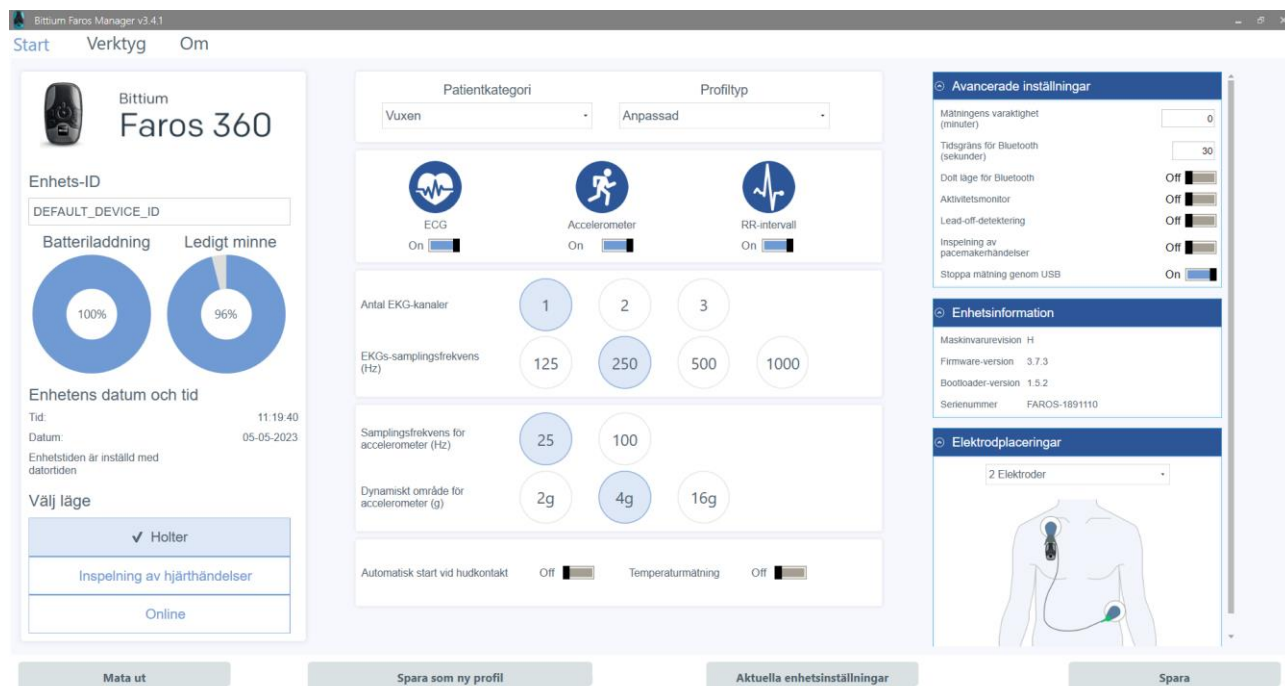 Bittium Faros Manager v3.4.1
Start Verktyg Om
Bittium
Faros 360
Enhets-ID
DEFAULT_DEVICE_ID
Batteriladdning Ledigt minne
100% 96%
Enhetens datum och tid
Tid: 11:19:40
Datum: 05-05-2023
Enhetstiden är inställd med
datortiden
Välj läge
✓ Holter
Inspelning av hjärthändelser
Online
Patientkategori Profiltyp
Vuxen Anpassad
ECG Accelerometer RR-intervall
On On On
Antal EKG-kanaler 1 2 3
EKGs-samplingsfrekvens
(Hz) 125 250 500 1000
Samplingsfrekvens för
accelerometer (Hz) 25 100
Dynamiskt område för
accelerometer (g) 2g 4g 16g
Automatisk start vid hudkontakt Off Temperaturmätning Off
Avancerade inställningar
Mätningens varaktighet
(minuter) 0
Tidsgräns för Bluetooth
(sekunder) 30
Dolt läge för Bluetooth Off
Aktivitetsmonitor Off
Lead-off-detektering Off
Inspelning av
pacemakerhändelser Off
Stoppa mätning genom USB On
Enhetsinformation
Maskinvarurevision H
Firmware-version 3.7.3
Bootloader-version 1.5.2
Serienummer FAROS-1891110
Elektrodplaceringar
2 Elektroder
Mata ut Spara som ny profil Aktuella enhetsinställningar Spara